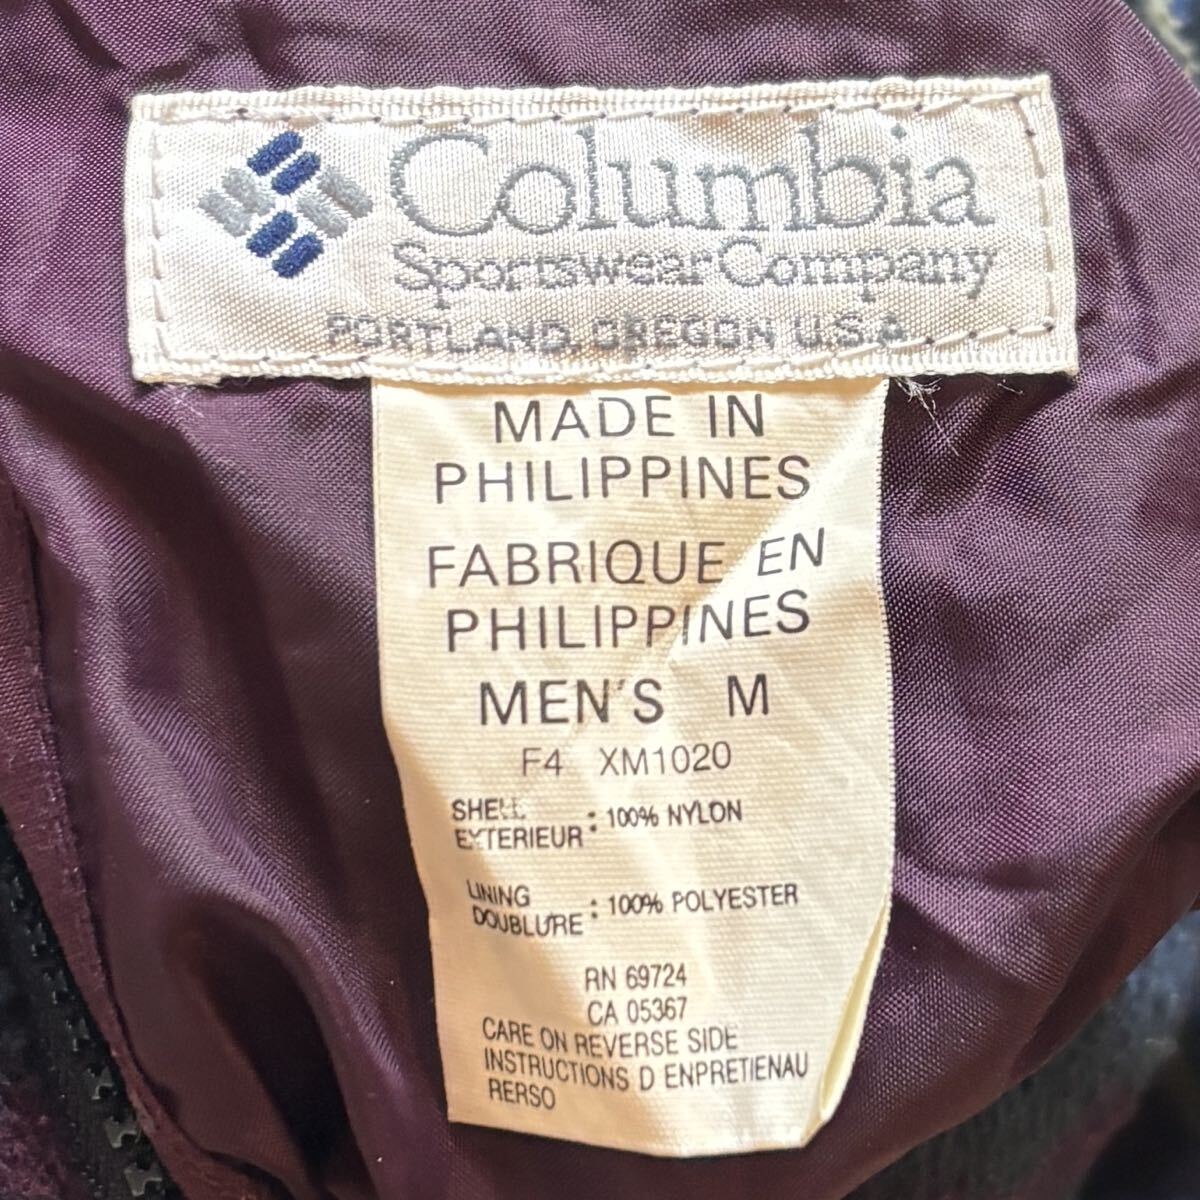 Columbia
Sportswear Company
PORTLAND, OREGON U.S.A.
MADE IN
PHILIPPINES
FABRIQUE EN
PHILIPPINES
MEN'S M
F4 XM1020
SHELL
EXTERIEUR : 100% NYLON
LINING
DOUBLURE : 100% POLYESTER
RN 69724
CA 05367
CARE ON REVERSE SIDE
INSTRUCTIONS D ENPRETIENAU
RERSO